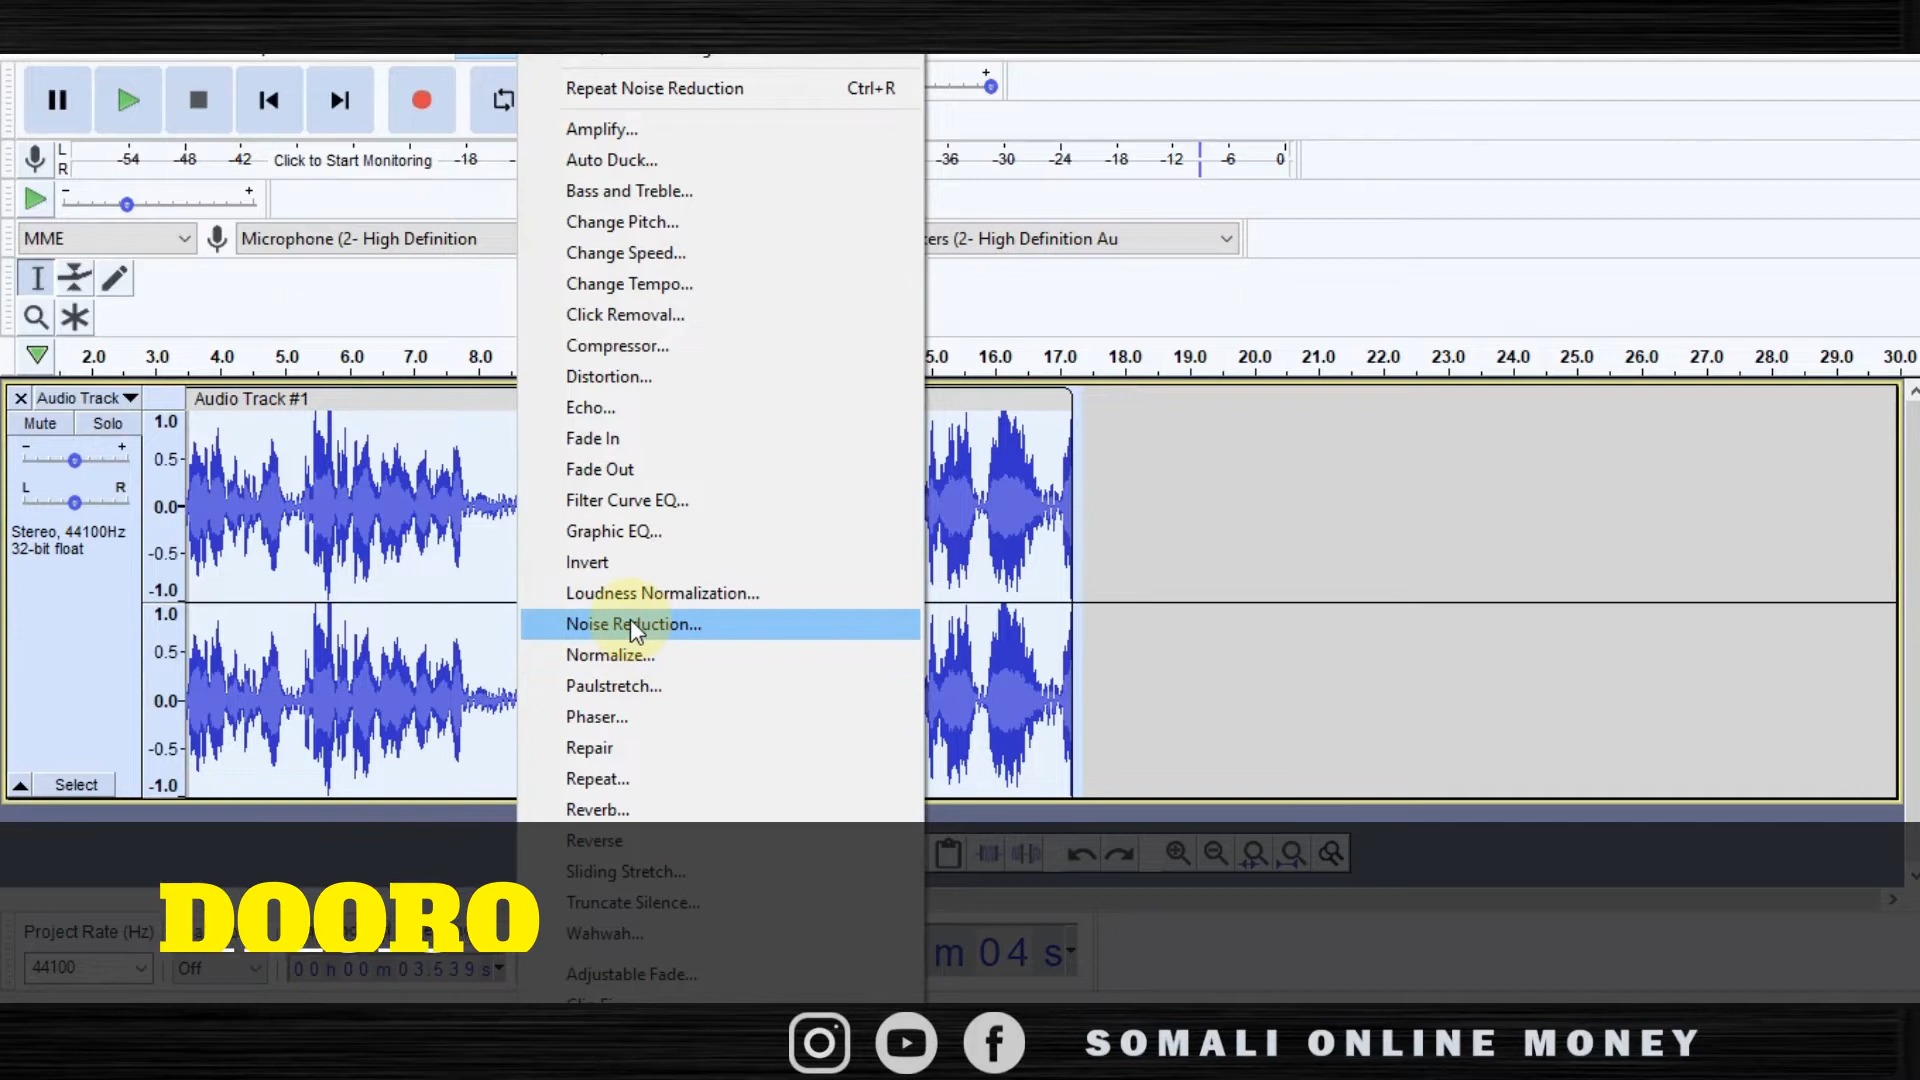 Repeat Noise Reduction Ctrl+R
Amplify...
Auto Duck...
Bass and Treble...
Change Pitch...
Change Speed...
Change Tempo...
Click Removal...
Compressor...
Distortion...
Echo...
Fade In
Fade Out
Filter Curve EQ...
Graphic EQ...
Invert
Loudness Normalization...
Noise Reduction...
Normalize...
Paulstretch...
Phaser...
Repair
Repeat...
Reverb...
Reverse
Sliding Stretch...
Truncate Silence...
Wahwah...
Adjustable Fade...
L
R
-54 -48 -42 Click to Start Monitoring -18
-36 -30 -24 -18 -12 -6 0
MME
Microphone (2- High Definition
ers (2- High Definition Au
2.0 3.0 4.0 5.0 6.0 7.0 8.0
5.0 16.0 17.0 18.0 19.0 20.0 21.0 22.0 23.0 24.0 25.0 26.0 27.0 28.0 29.0 30.0
Audio Track
Audio Track #1
Mute Solo
- +
L R
Stereo, 44100Hz
32-bit float
Select
1.0
0.5
0.0
-0.5
-1.0
1.0
0.5
0.0
-0.5
-1.0
Project Rate (Hz)
44100
Off
00h00m03.539s
m 04 s
DOORO
SOMALI ONLINE MONEY